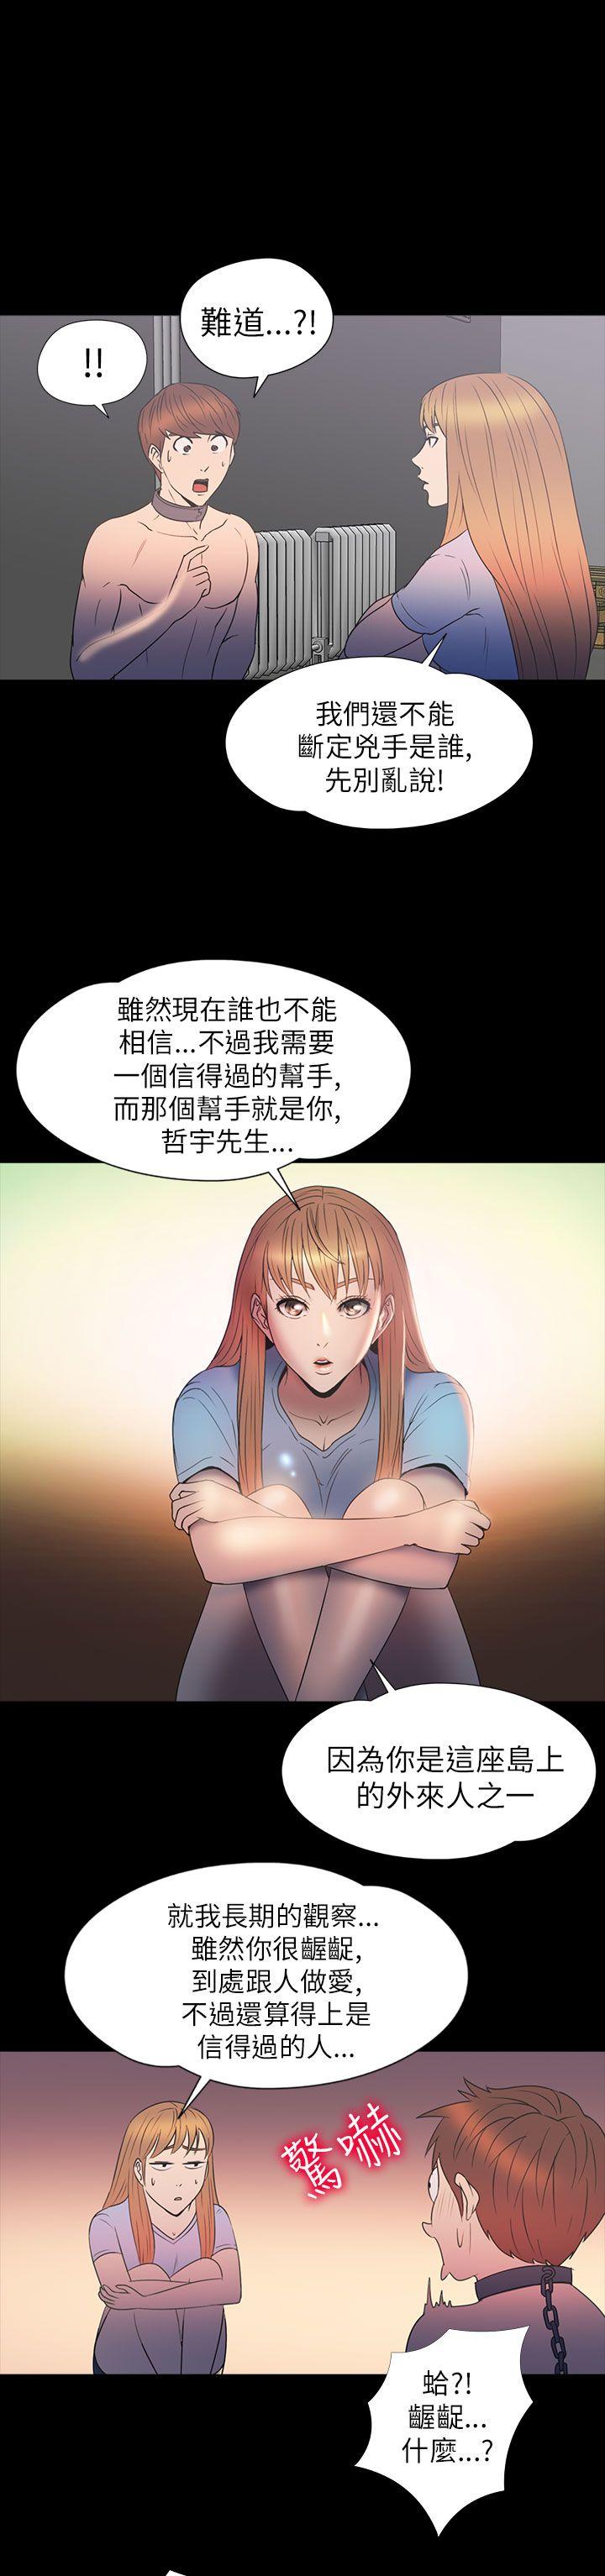 !!
難道...?!
我們還不能
斷定兇手是誰,
先別亂說!
雖然現在誰也不能
相信...不過我需要
一個信得過的幫手,
而那個幫手就是你,
哲宇先生...
因為你是這座島上
的外來人之一
就我長期的觀察...
雖然你很齷齪,
到處跟人做愛,
不過還算得上是
信得過的人...
驚嚇
蛤?!
齷齪...
什麼...?